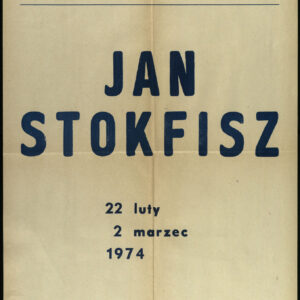 JAN
STOKFISZ
22 luty
2 marzec
1974